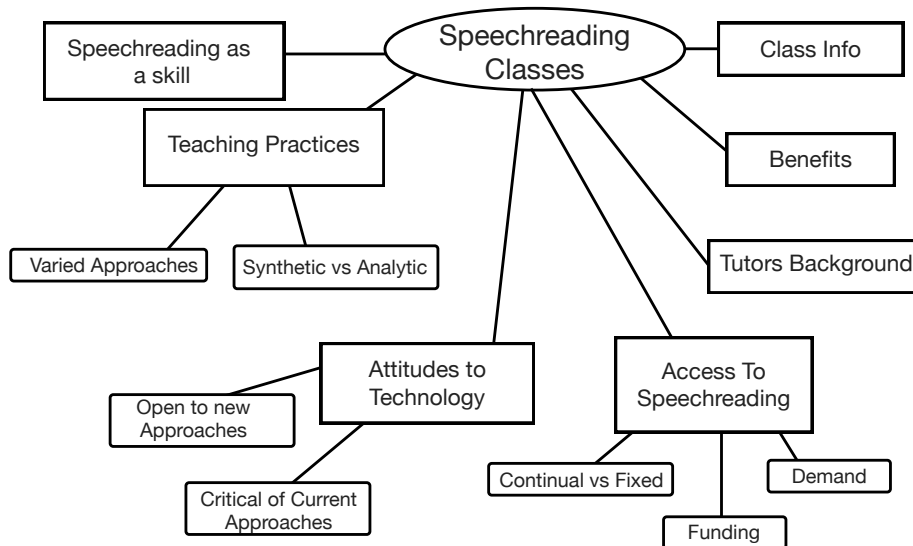 Speechreading
Classes
Speechreading as
a skill
Class Info
Teaching Practices
Benefits
Varied Approaches
Synthetic vs Analytic
Tutors Background
Attitudes to
Technology
Access To
Speechreading
Open to new
Approaches
Critical of Current
Approaches
Continual vs Fixed
Demand
Funding